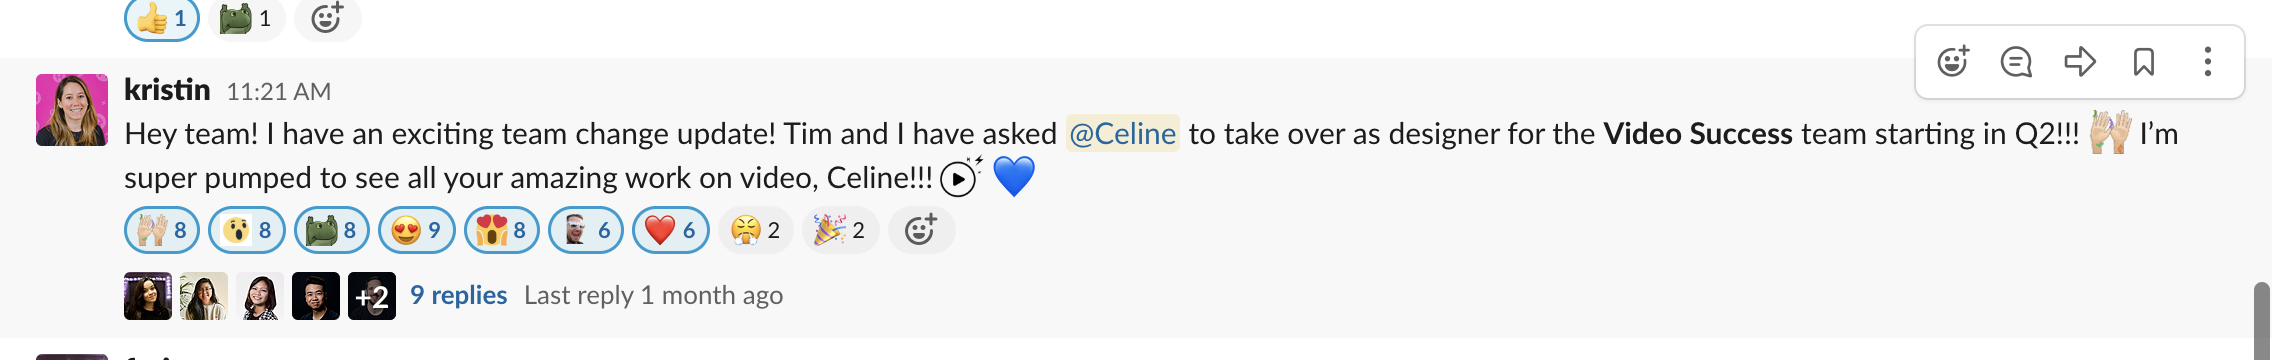 1 1
kristin 11:21 AM
Hey team! I have an exciting team change update! Tim and I have asked @Celine to take over as designer for the Video Success team starting in Q2!!! 🙌🏼 I’m
super pumped to see all your amazing work on video, Celine!!! 💙
8 8 8 9 8 6 6 2 2
+2 9 replies Last reply 1 month ago